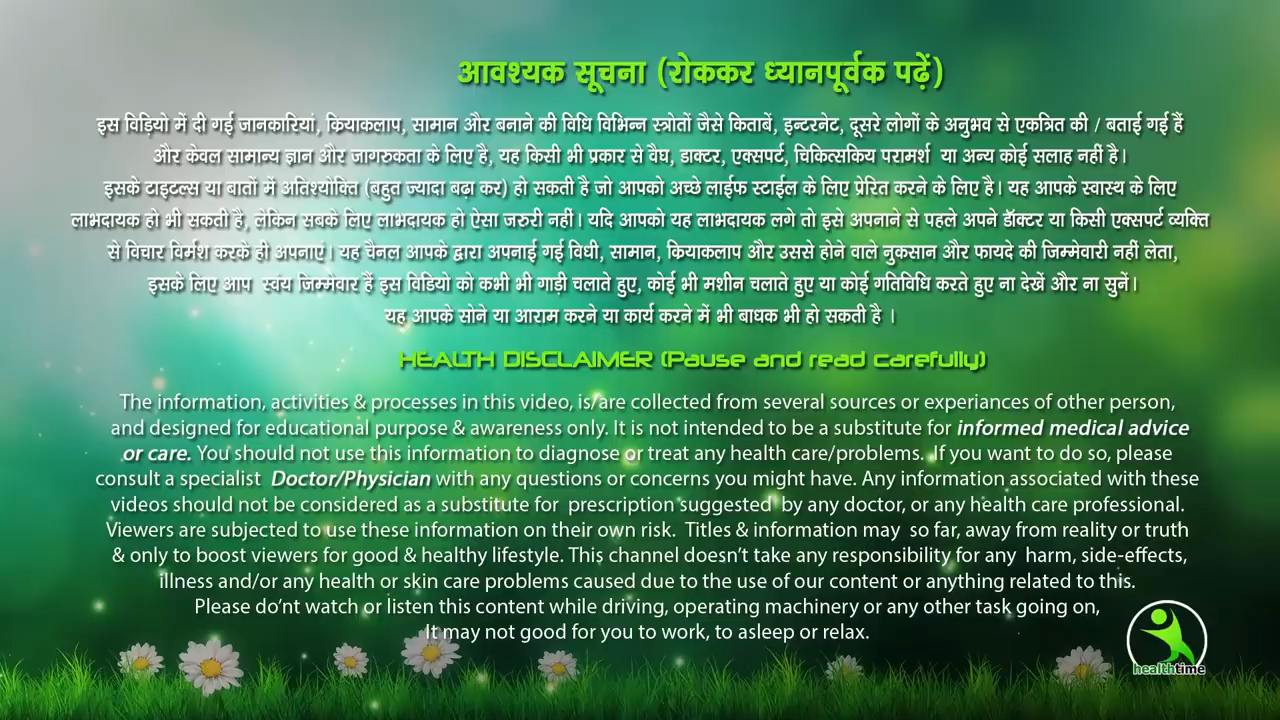 आवश्यक सूचना (रोककर ध्यानपूर्वक पढ़ें)
इस विड़ियो में दी गई जानकारियां, क्रियाकलाप, सामान और बनाने की विधि विभिन्न स्त्रोतों जैसे किताबें, इन्टरनेट, दूसरे लोगों के अनुभव से एकत्रित की / बताई गई हैं
और केवल सामान्य ज्ञान और जागरुकता के लिए है, यह किसी भी प्रकार से वैघ, डाक्टर, एक्सपर्ट, चिकित्सकिय परामर्श या अन्य कोई सलाह नहीं है।
इसके टाइटल्स या बातों में अतिश्योक्ति (बहुत ज्यादा बढ़ा कर) हो सकती है जो आपको अच्छे लाईफ स्टाईल के लिए प्रेरित करने के लिए है। यह आपके स्वास्थ के लिए
लाभदायक हो भी सकती है, लेकिन सबके लिए लाभदायक हो ऐसा जरुरी नहीं। यदि आपको यह लाभदायक लगे तो इसे अपनाने से पहले अपने डॉक्टर या किसी एक्सपर्ट व्यक्ति
से विचार विर्मश करके ही अपनाएं। यह चैनल आपके द्वारा अपनाई गई विधी, सामान, क्रियाकलाप और उससे होने वाले नुकसान और फायदे की जिम्मेवारी नहीं लेता,
इसके लिए आप स्वंय जिम्मेवार हैं इस विडियो को कभी भी गाड़ी चलाते हुए, कोई भी मशीन चलाते हुए या कोई गतिविधि करते हुए ना देखें और ना सुनें।
यह आपके सोने या आराम करने या कार्य करने में भी बाधक भी हो सकती है ।
HEALTH DISCLAIMER (Pause and read carefully)
The information, activities & processes in this video, is/are collected from several sources or experiances of other person,
and designed for educational purpose & awareness only. It is not intended to be a substitute for informed medical advice
or care. You should not use this information to diagnose or treat any health care/problems. If you want to do so, please
consult a specialist Doctor/Physician with any questions or concerns you might have. Any information associated with these
videos should not be considered as a substitute for prescription suggested by any doctor, or any health care professional.
Viewers are subjected to use these information on their own risk. Titles & information may so far, away from reality or truth
& only to boost viewers for good & healthy lifestyle. This channel doesn't take any responsibility for any harm, side-effects,
illness and/or any health or skin care problems caused due to the use of our content or anything related to this.
Please do'nt watch or listen this content while driving, operating machinery or any other task going on,
It may not good for you to work, to asleep or relax.
healthtime